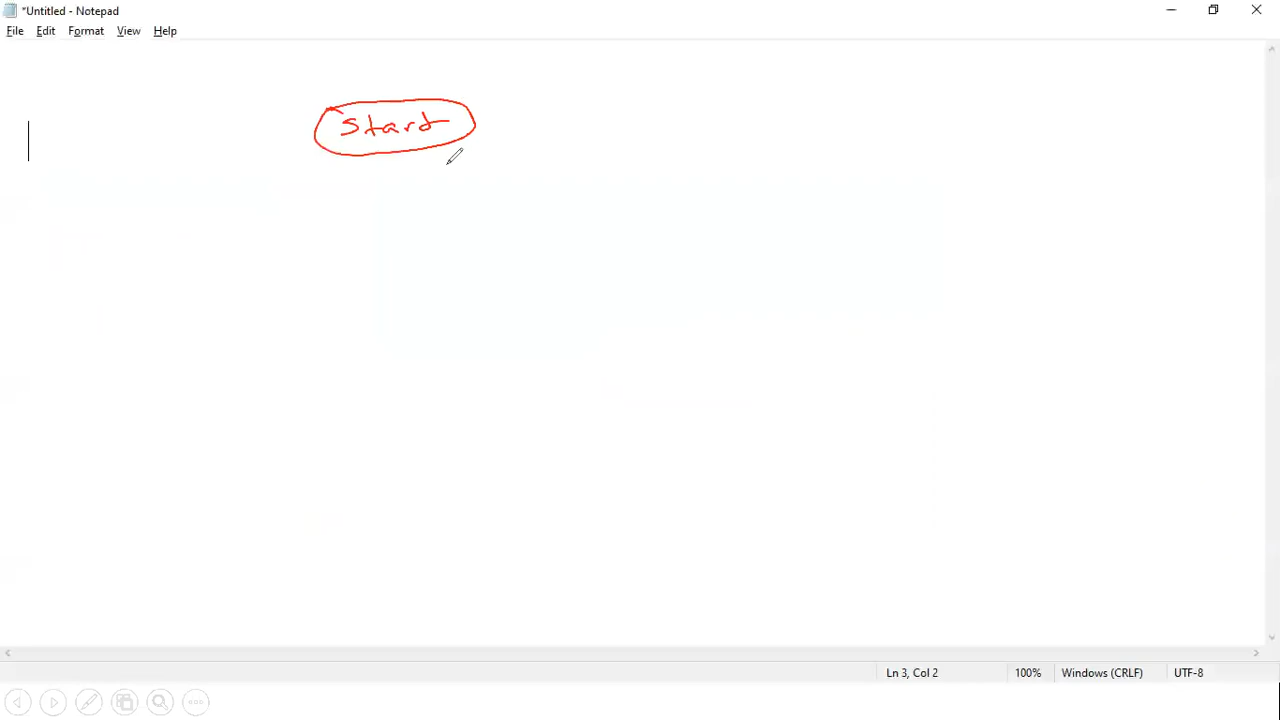 *Untitled - Notepad
File Edit Format View Help
Start
Ln 3, Col 2 100% Windows (CRLF) UTF-8